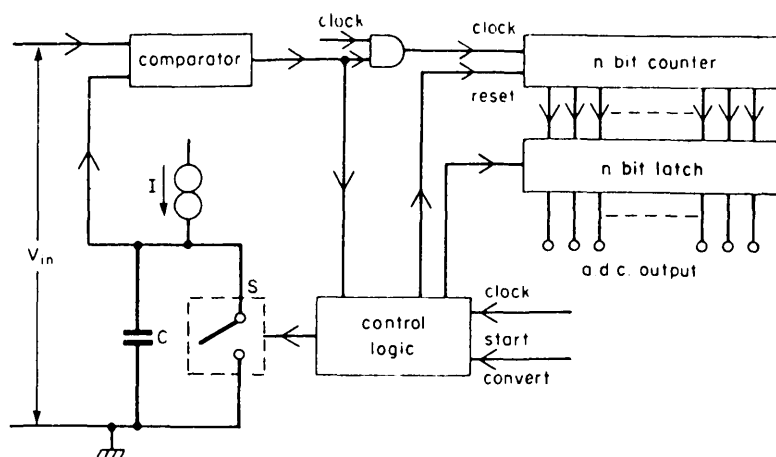 clock
clock
comparator
n bit counter
reset
n bit latch
I
V in
S
a d c. output
C
control
logic
clock
start
convert